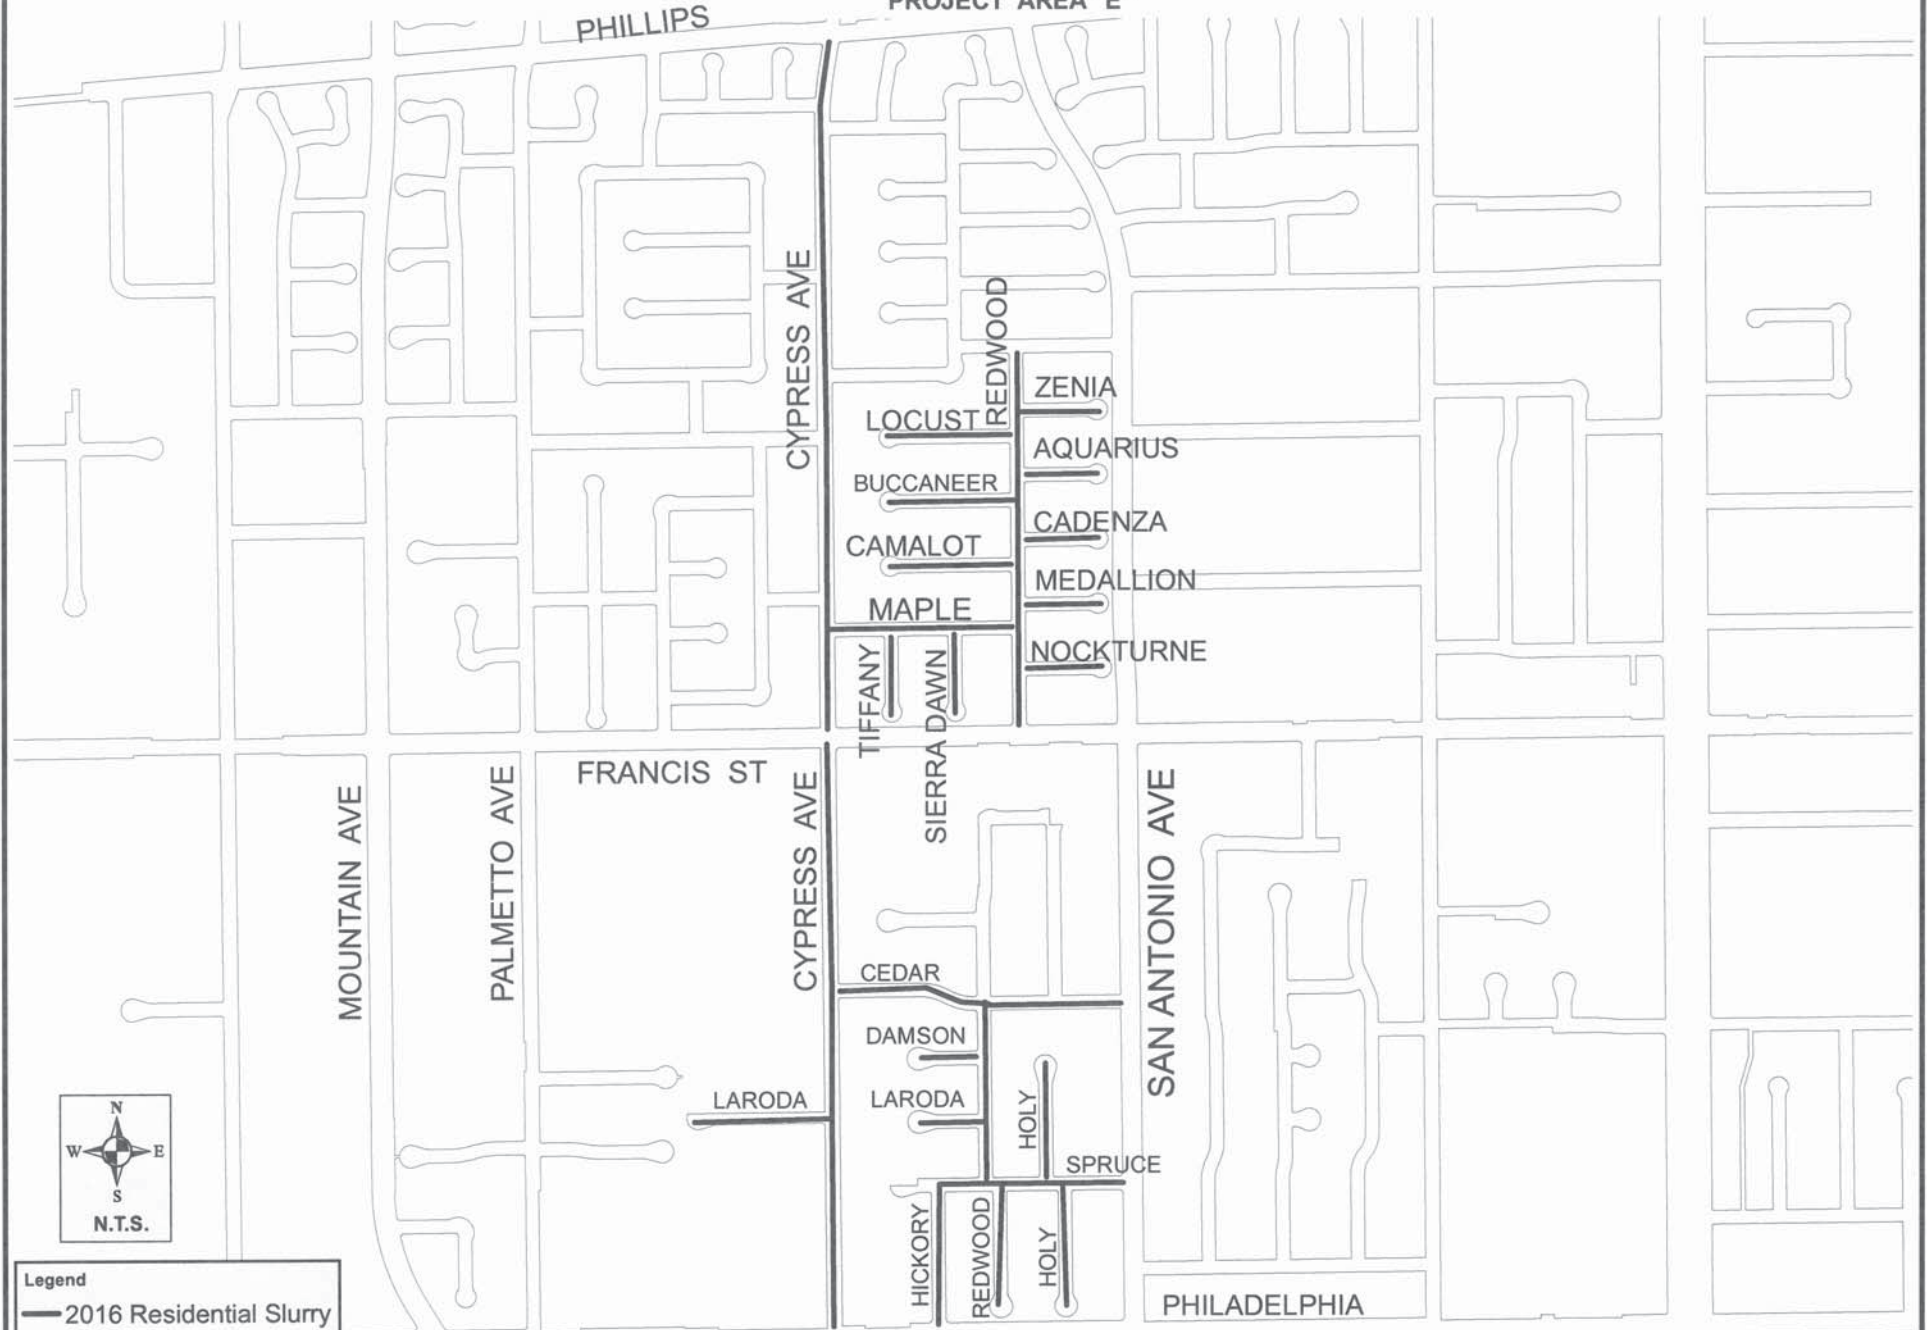 PROJECT AREA E
PHILLIPS
CYPRESS AVE
REDWOOD
ZENIA
LOCUST
AQUARIUS
BUCCANEER
CADENZA
CAMALOT
MEDALLION
MAPLE
NOCKTURNE
TIFFANY
SIERRA DAWN
FRANCIS ST
MOUNTAIN AVE
PALMETTO AVE
CYPRESS AVE
SAN ANTONIO AVE
CEDAR
DAMSON
LARODA
LARODA
HOLY
SPRUCE
HICKORY
REDWOOD
HOLY
PHILADELPHIA
N
W
E
S
N.T.S.
Legend
2016 Residential Slurry